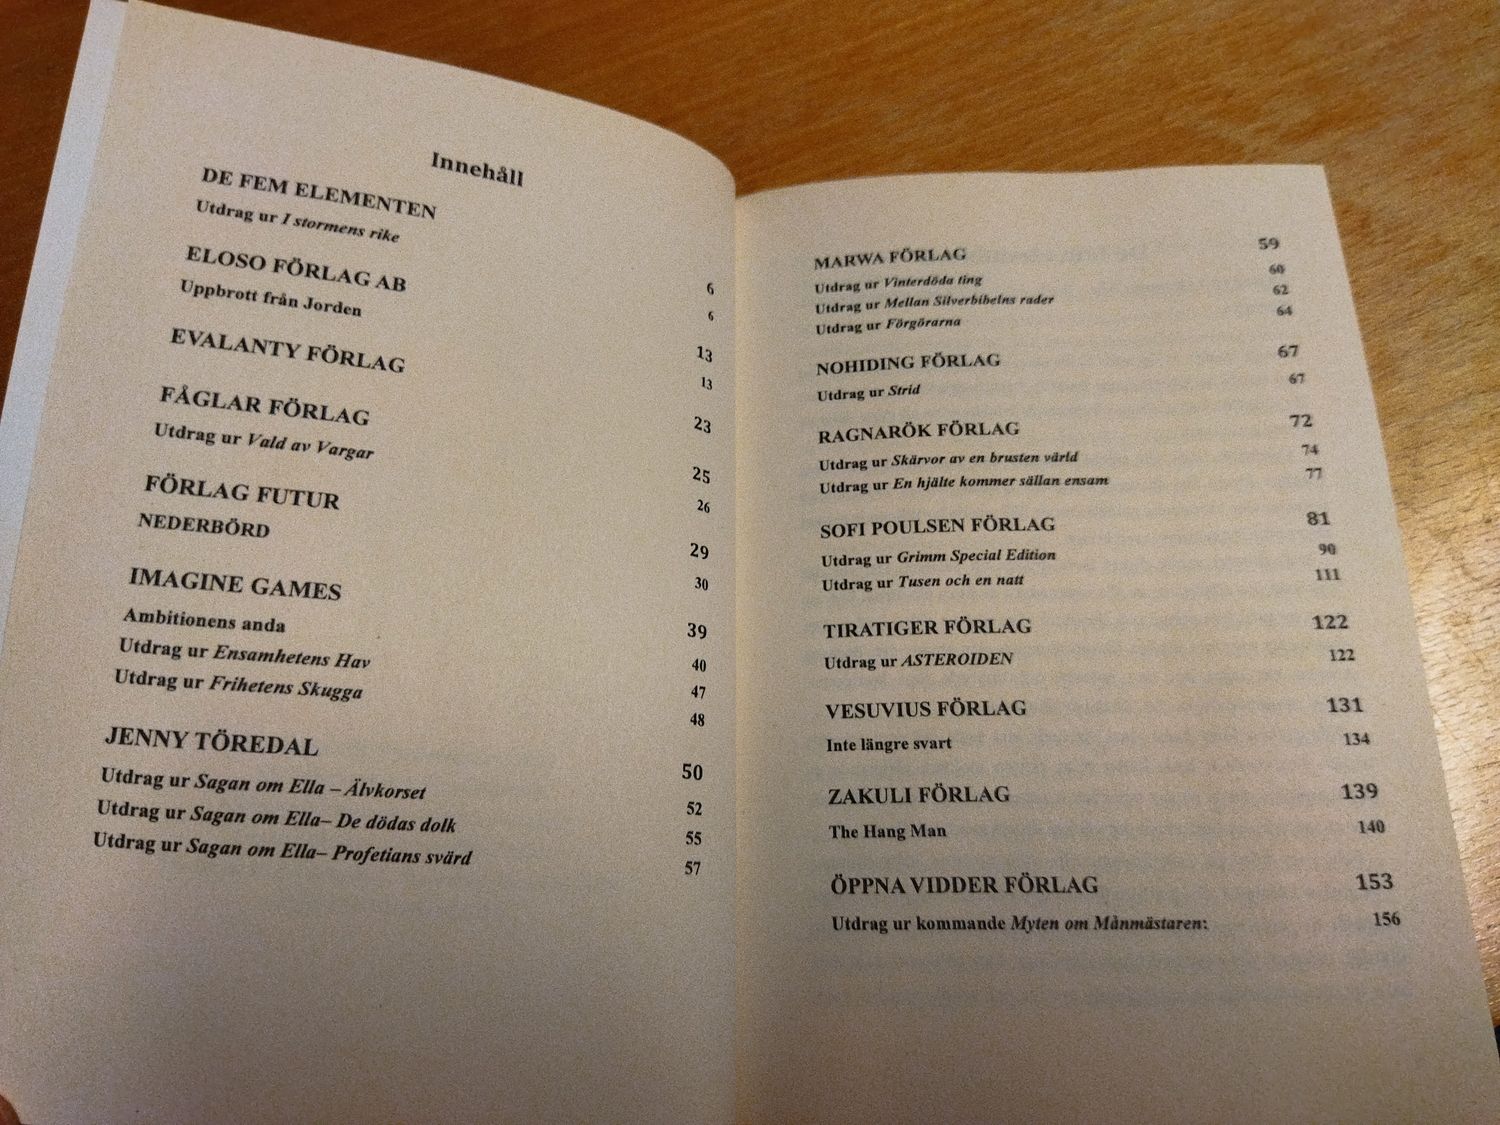 Innehåll
DE FEM ELEMENTEN 6
Utdrag ur I stormens rike 6
ELOSO FÖRLAG AB 13
Uppbrott från Jorden 13
EVALANTY FÖRLAG 23
FÅGLAR FÖRLAG 25
Utdrag ur Vald av Vargar 26
FÖRLAG FUTUR 29
NEDERBÖRD 30
IMAGINE GAMES 39
Ambitionens anda 40
Utdrag ur Ensamhetens Hav 47
Utdrag ur Frihetens Skugga 48
JENNY TÖREDAL 50
Utdrag ur Sagan om Ella – Älvkorset 52
Utdrag ur Sagan om Ella– De dödas dolk 55
Utdrag ur Sagan om Ella– Profetians svärd 57
MARWA FÖRLAG 59
Utdrag ur Vinterdöda ting 60
Utdrag ur Mellan Silverbibelns rader 62
Utdrag ur Förgörarna 64
NOHIDING FÖRLAG 67
Utdrag ur Strid 67
RAGNARÖK FÖRLAG 72
Utdrag ur Skärvor av en brusten värld 74
Utdrag ur En hjälte kommer sällan ensam 77
SOFI POULSEN FÖRLAG 81
Utdrag ur Grimm Special Edition 90
Utdrag ur Tusen och en natt 111
TIRATIGER FÖRLAG 122
Utdrag ur ASTEROIDEN 122
VESUVIUS FÖRLAG 131
Inte längre svart 134
ZAKULI FÖRLAG 139
The Hang Man 140
ÖPPNA VIDDER FÖRLAG 153
Utdrag ur kommande Myten om Månmästaren: 156